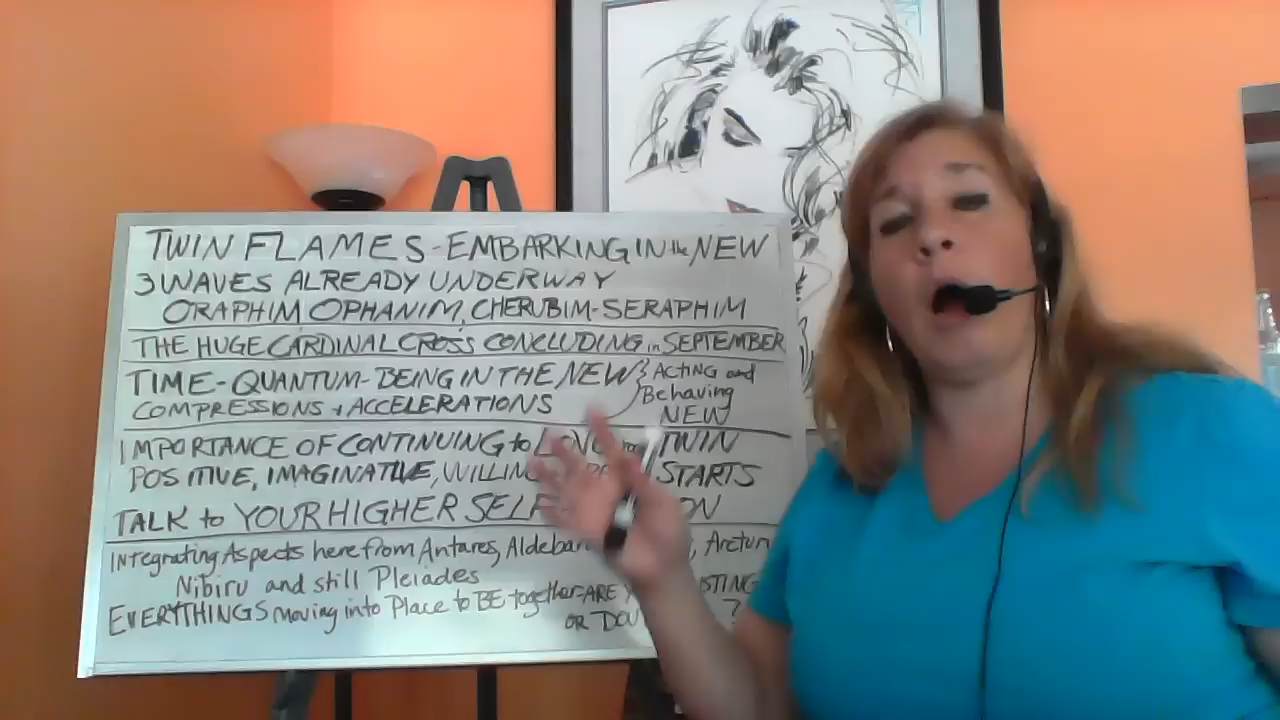 TWIN FLAMES - EMBARKING IN the NEW
3 WAVES ALREADY UNDERWAY
ORAPHIM OPHANIM, CHERUBIM-SERAPHIM
THE HUGE CARDINAL CROSS CONCLUDING in SEPTEMBER
TIME-QUANTUM-BEING IN THE NEW } ACTING and
COMPRESSIONS + ACCELERATIONS Behaving
NEW
IMPORTANCE OF CONTINUING to TWIN
POSITIVE, IMAGINATIVE, STARTS
TALK to YOUR HIGHER SELF
Integrating Aspects here from Antares,
Nibiru and still Pleiades
EVERYTHINGS moving into Place to BE together-ARE
OR